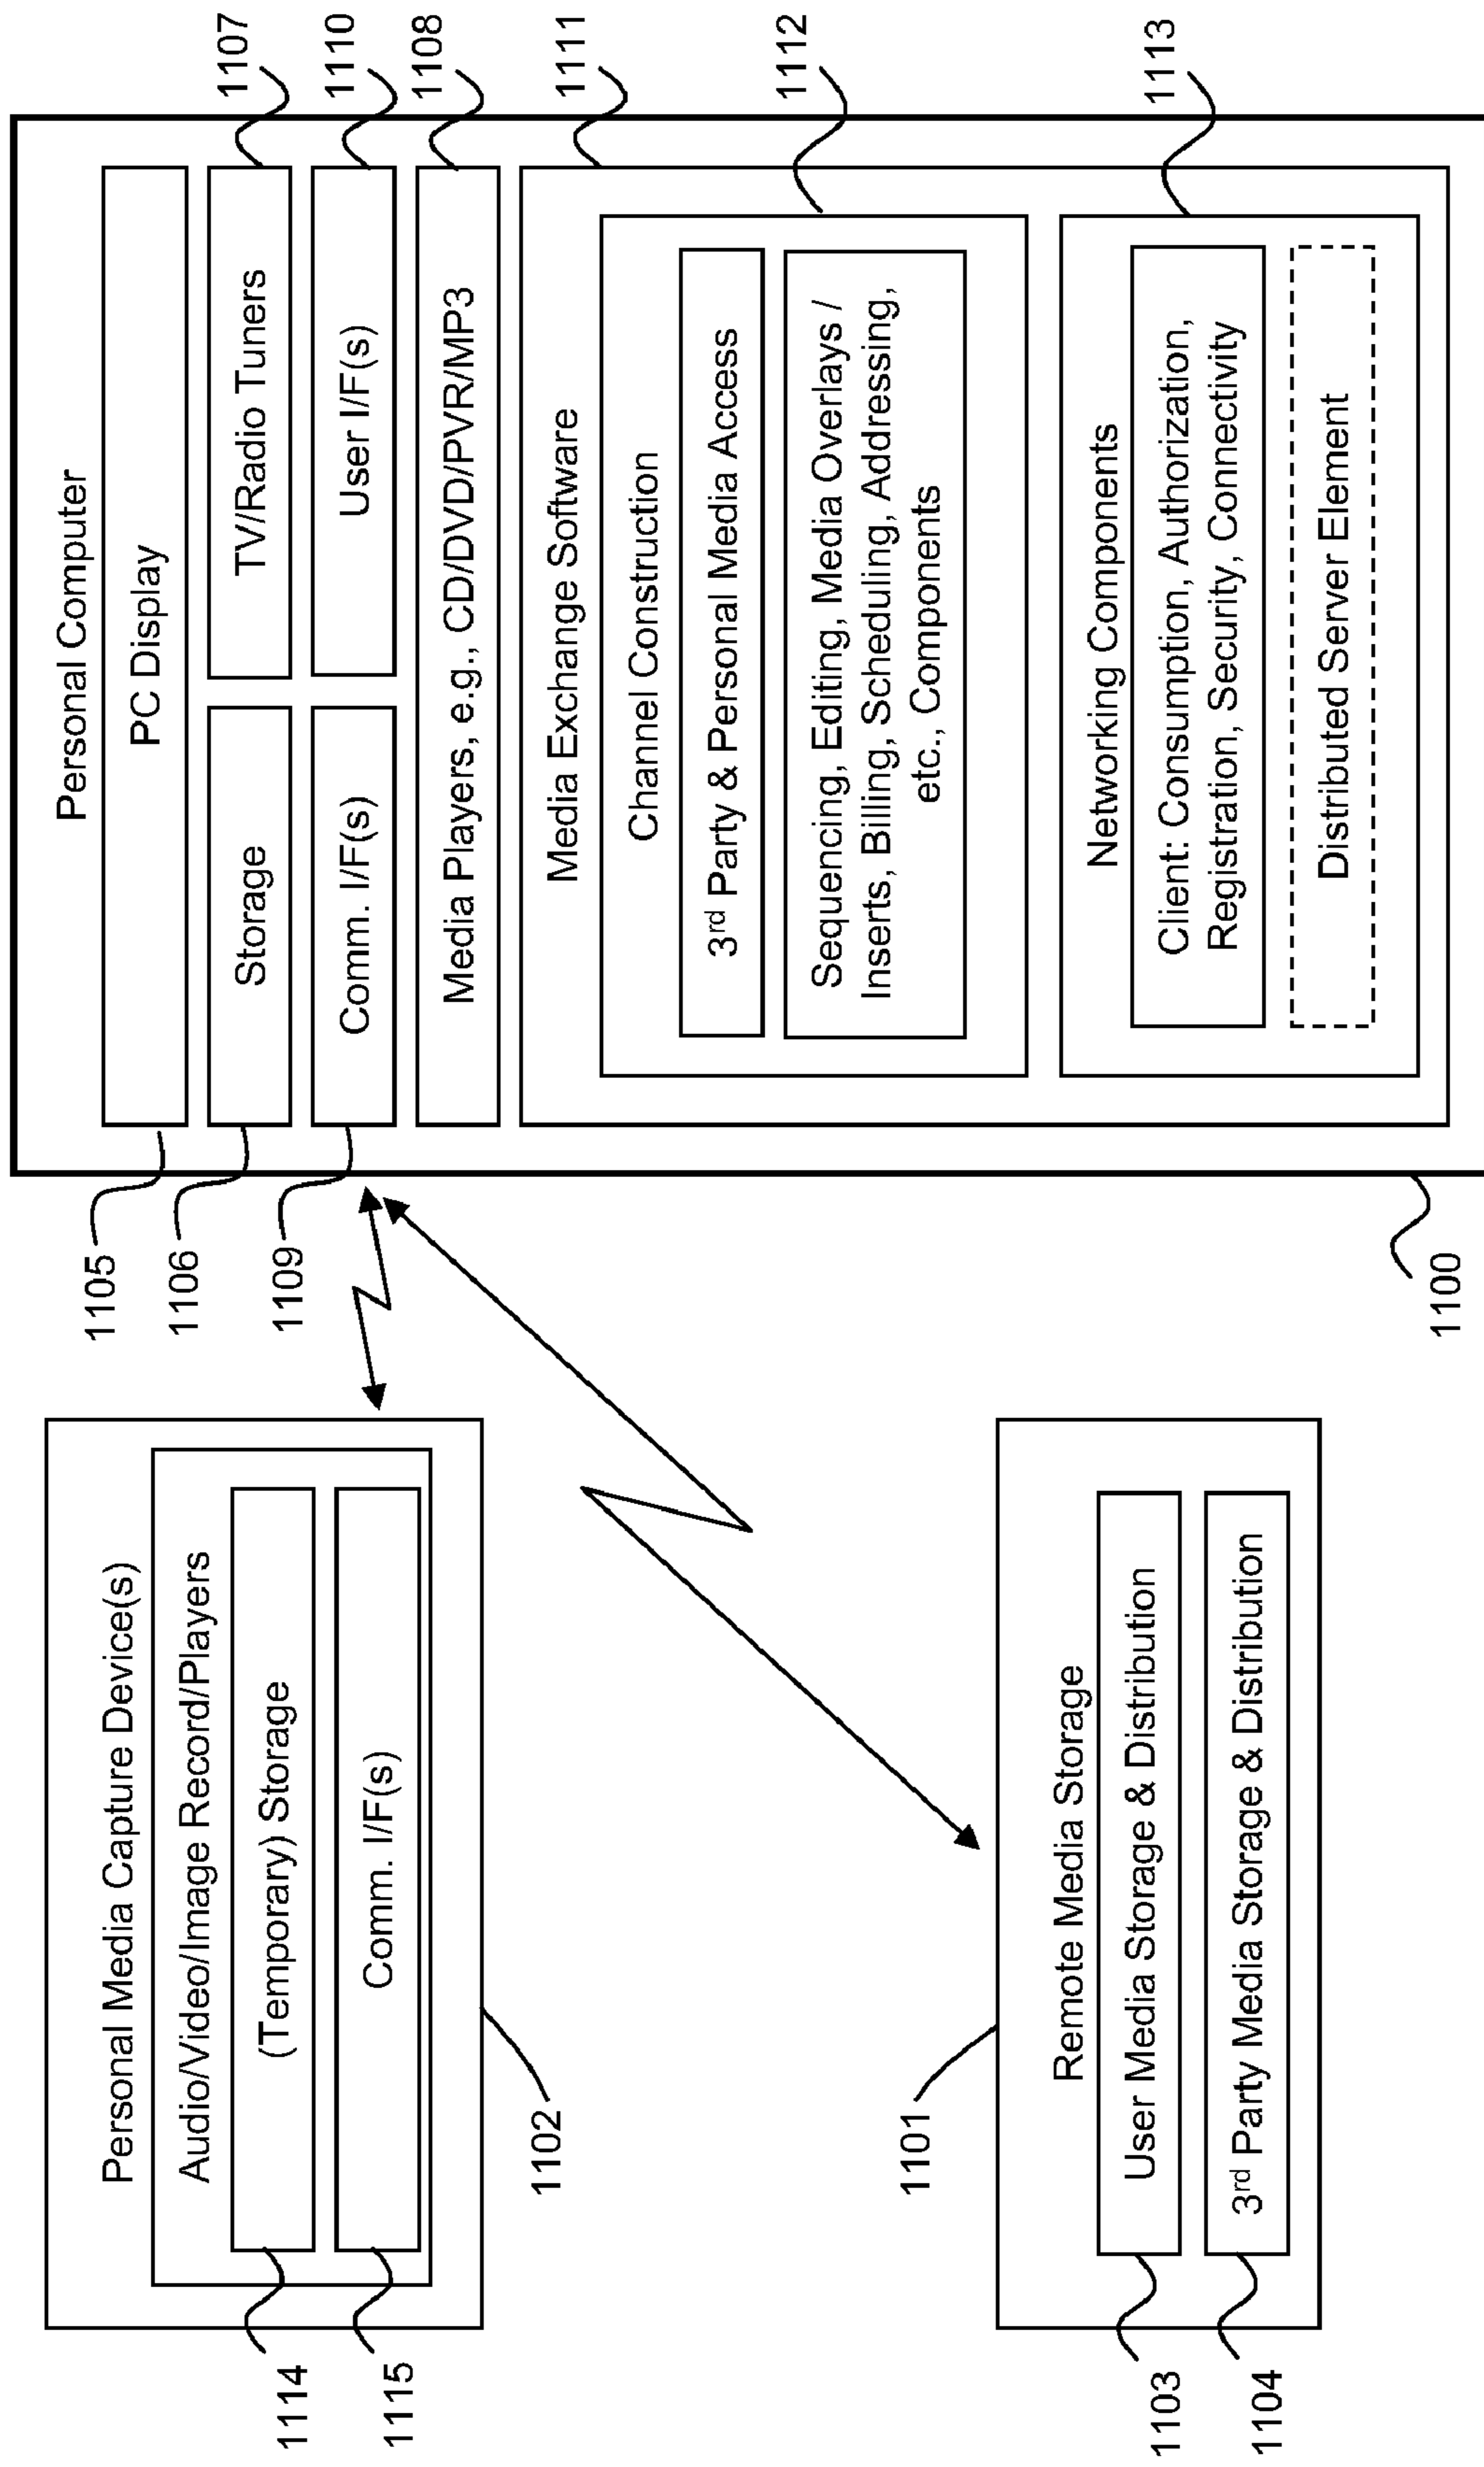 Personal Media Capture Device(s)
Audio/Video/Image Record/Players
(Temporary) Storage
Comm. I/F(s)
1114
1115
1102
Remote Media Storage
User Media Storage & Distribution
3rd Party Media Storage & Distribution
1101
1103
1104
Personal Computer
PC Display
Storage
TV/Radio Tuners
Comm. I/F(s)
User I/F(s)
Media Players, e.g., CD/DVD/PVR/MP3
Media Exchange Software
Channel Construction
3rd Party & Personal Media Access
Sequencing, Editing, Media Overlays /
Inserts, Billing, Scheduling, Addressing,
etc., Components
Networking Components
Client: Consumption, Authorization,
Registration, Security, Connectivity
Distributed Server Element
1105
1106
1109
1100
1107
1110
1108
1111
1112
1113